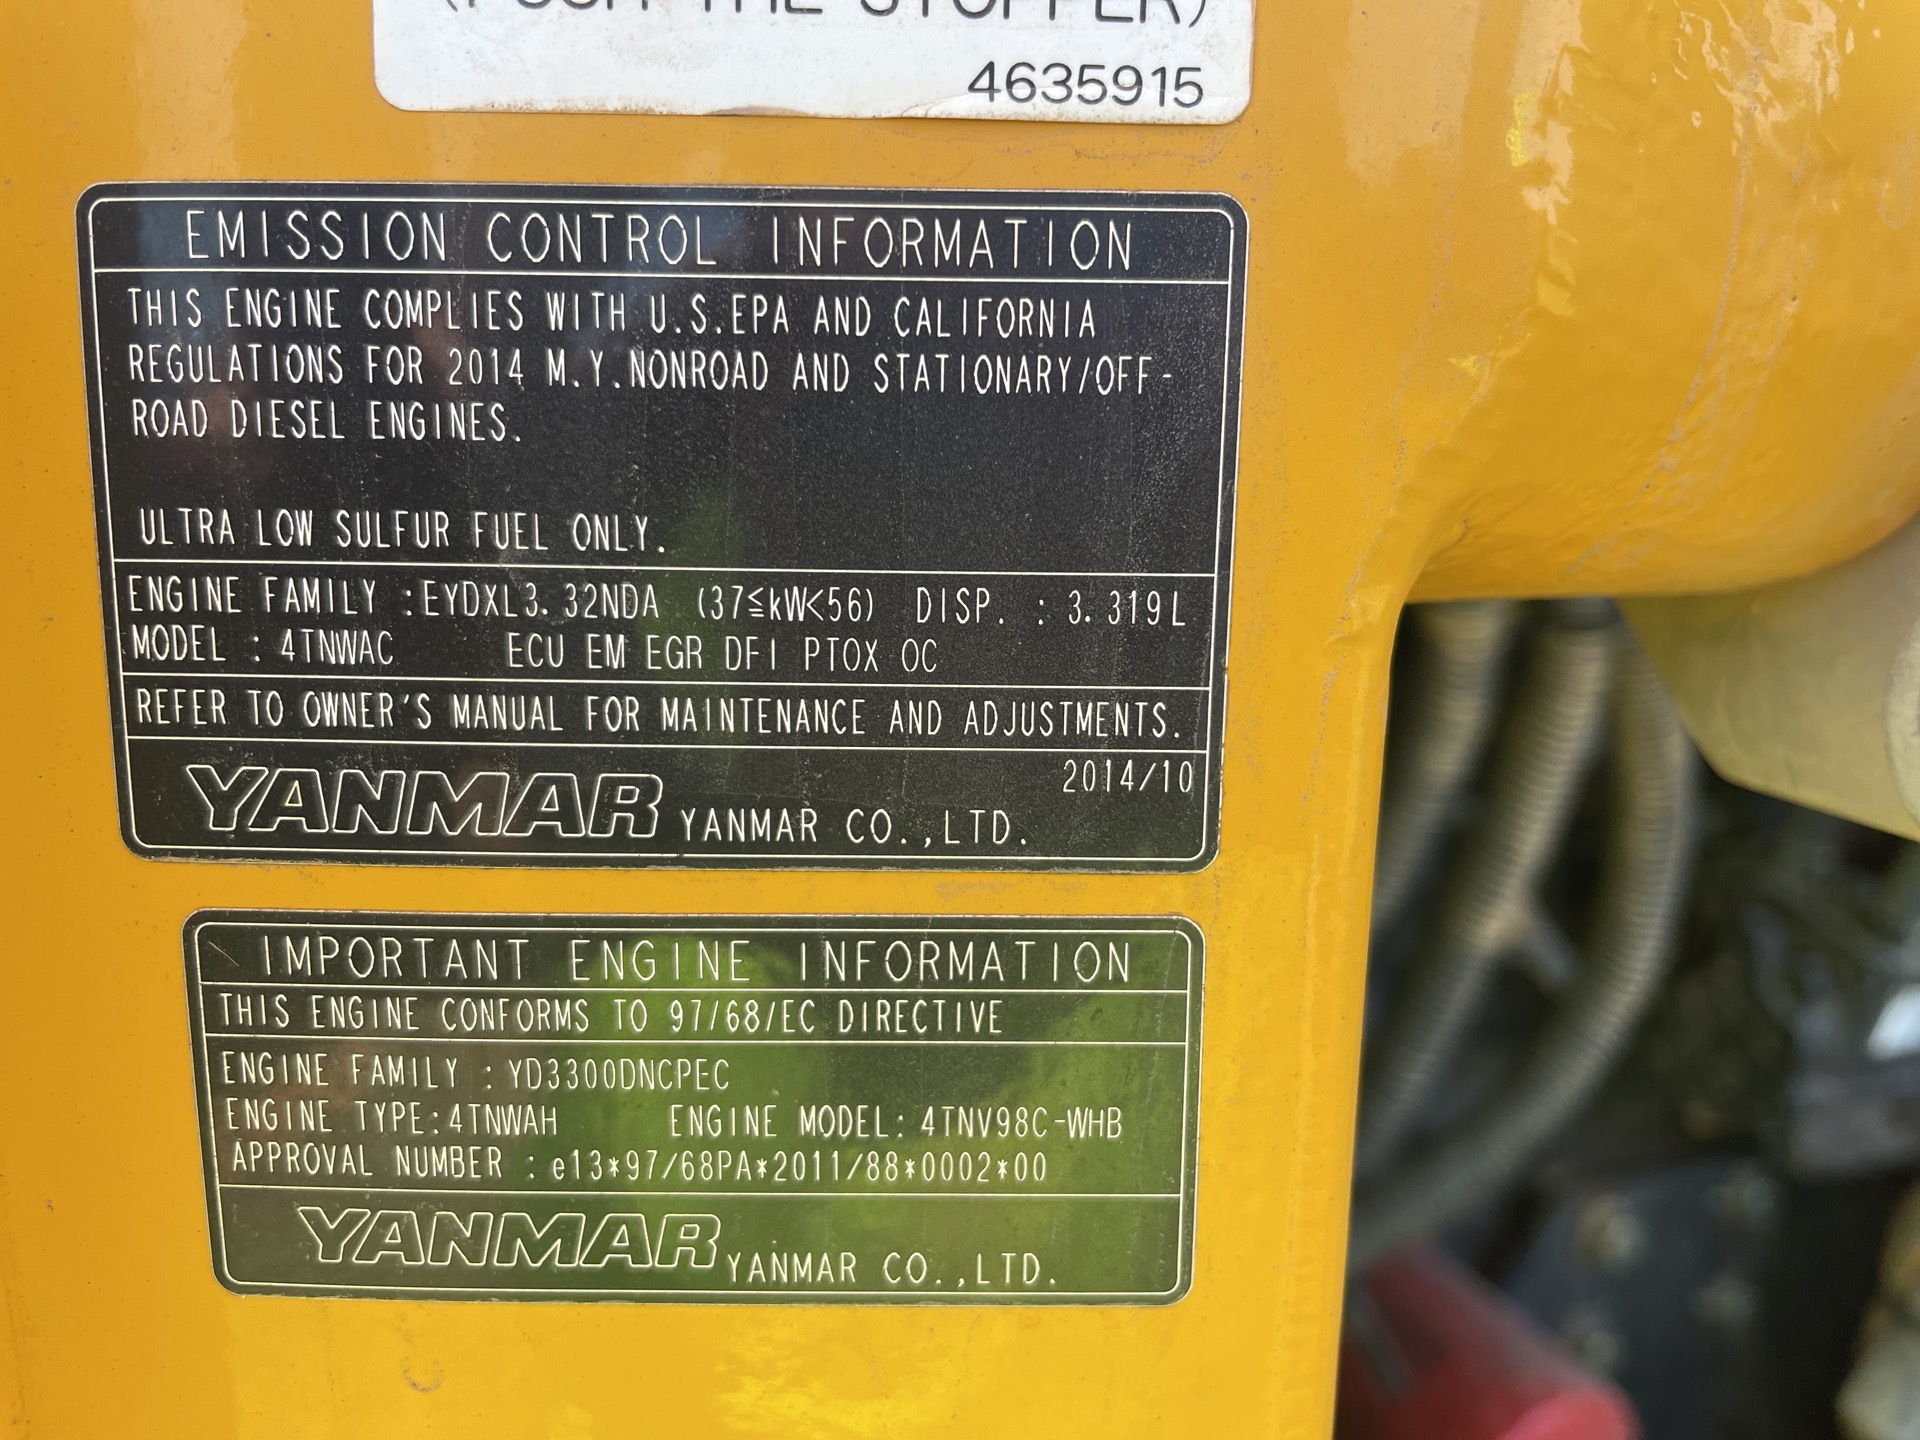 (PUSH THE STOPPER)
4635915
EMISSION CONTROL INFORMATION
THIS ENGINE COMPLIES WITH U.S.EPA AND CALIFORNIA
REGULATIONS FOR 2014 M.Y.NONROAD AND STATIONARY/OFF-
ROAD DIESEL ENGINES.
ULTRA LOW SULFUR FUEL ONLY.
ENGINE FAMILY :EYDXL3.32NDA (37≦kW<56) DISP. : 3.319L
MODEL : 4TNWAC ECU EM EGR DFI PTOX OC
REFER TO OWNER'S MANUAL FOR MAINTENANCE AND ADJUSTMENTS.
2014/10
YANMAR YANMAR CO.,LTD.
IMPORTANT ENGINE INFORMATION
THIS ENGINE CONFORMS TO 97/68/EC DIRECTIVE
ENGINE FAMILY : YD3300DNCPEC
ENGINE TYPE:4TNWAH ENGINE MODEL: 4TNV98C-WHB
APPROVAL NUMBER : e13*97/68PA*2011/88*0002*00
YANMAR YANMAR CO.,LTD.